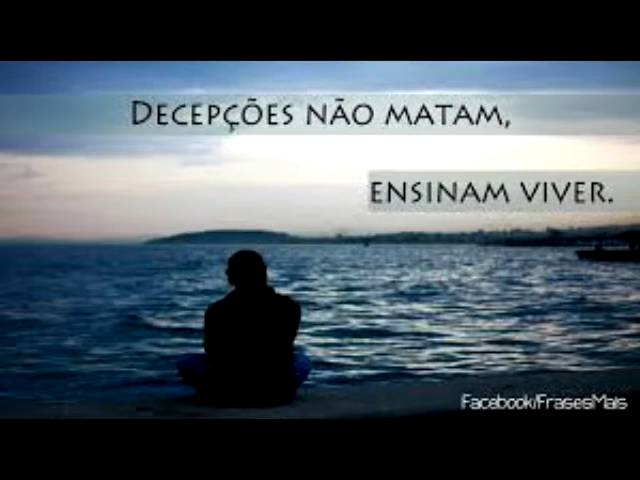 Decepções não matam,
ensinam viver.
Facebook/FrasesMais